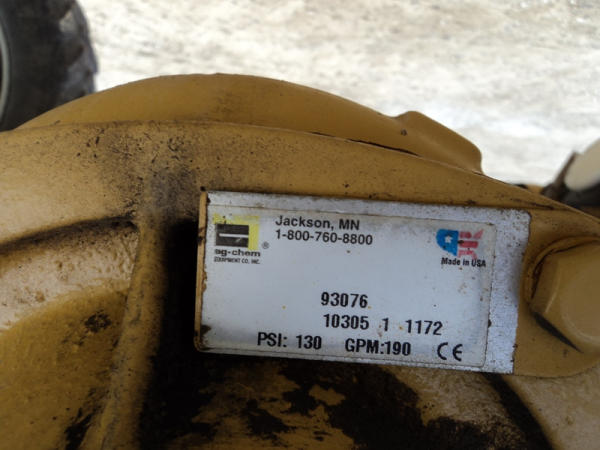 Jackson, MN
1-800-760-8800
ag-chem ®
EQUIPMENT CO., INC.
Made in USA
93076
10305 1 1172
PSI: 130 GPM:190 CE